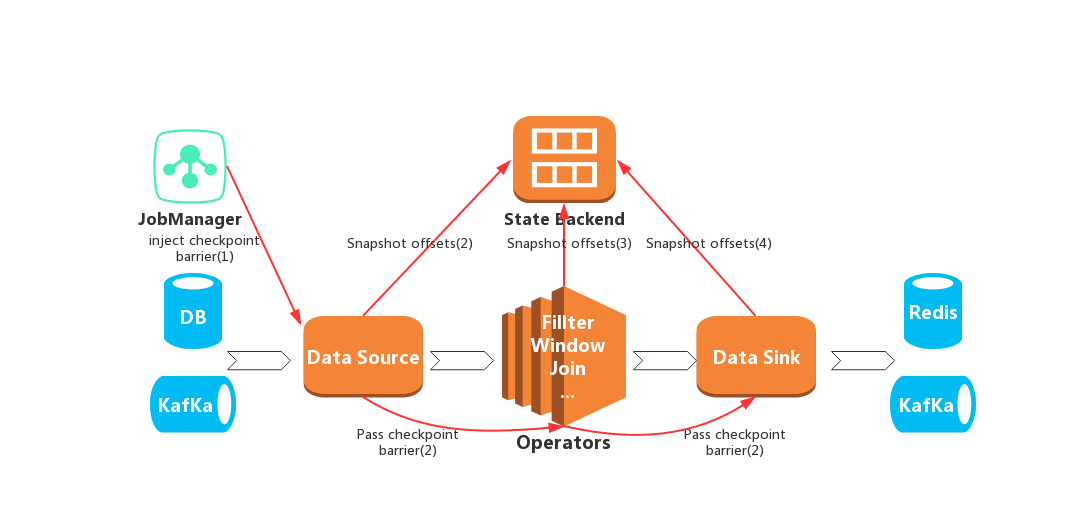 JobManager
inject checkpoint
barrier(1)
State Backend
Snapshot offsets(2)
Snapshot offsets(3)
Snapshot offsets(4)
DB
KafKa
Data Source
Fillter
Window
Join
...
Operators
Data Sink
Redis
KafKa
Pass checkpoint
barrier(2)
Pass checkpoint
barrier(2)